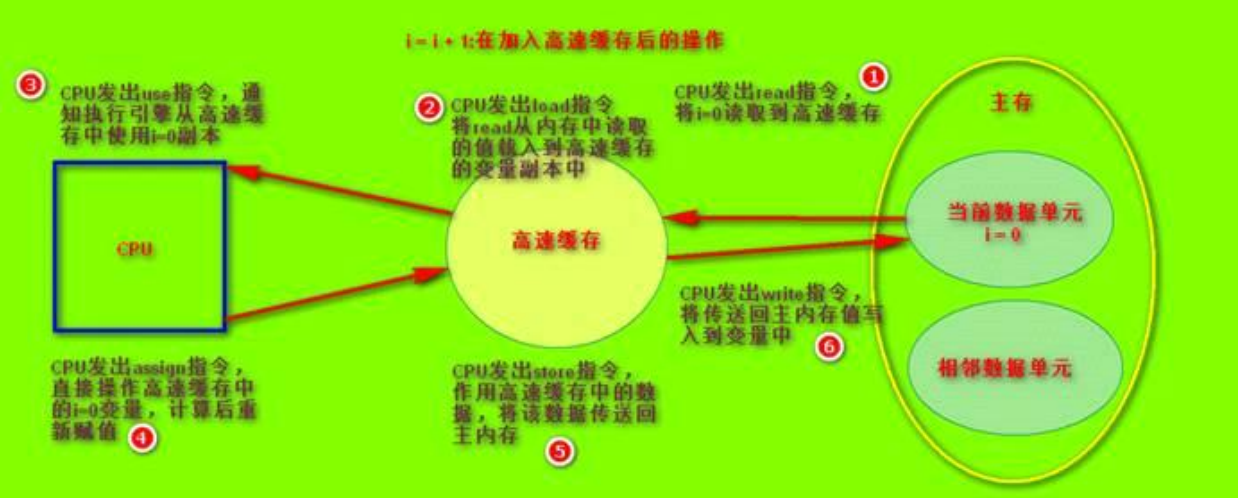 i = i + 1:在加入高速缓存后的操作
3
CPU发出use指令，通
知执行引擎从高速缓
存中使用i=0副本
2
CPU发出load指令
将read从内存中读取
的值载入到高速缓存
的变量副本中
1
CPU发出read指令，
将i=0读取到高速缓存
主存
当前数据单元
i = 0
CPU
高速缓存
CPU发出write指令，
将传送回主内存值写
入到变量中
6
相邻数据单元
CPU发出assign指令，
直接操作高速缓存中
的i=0变量，计算后重
新赋值
4
CPU发出store指令，
作用高速缓存中的数
据，将该数据传送回
主内存
5